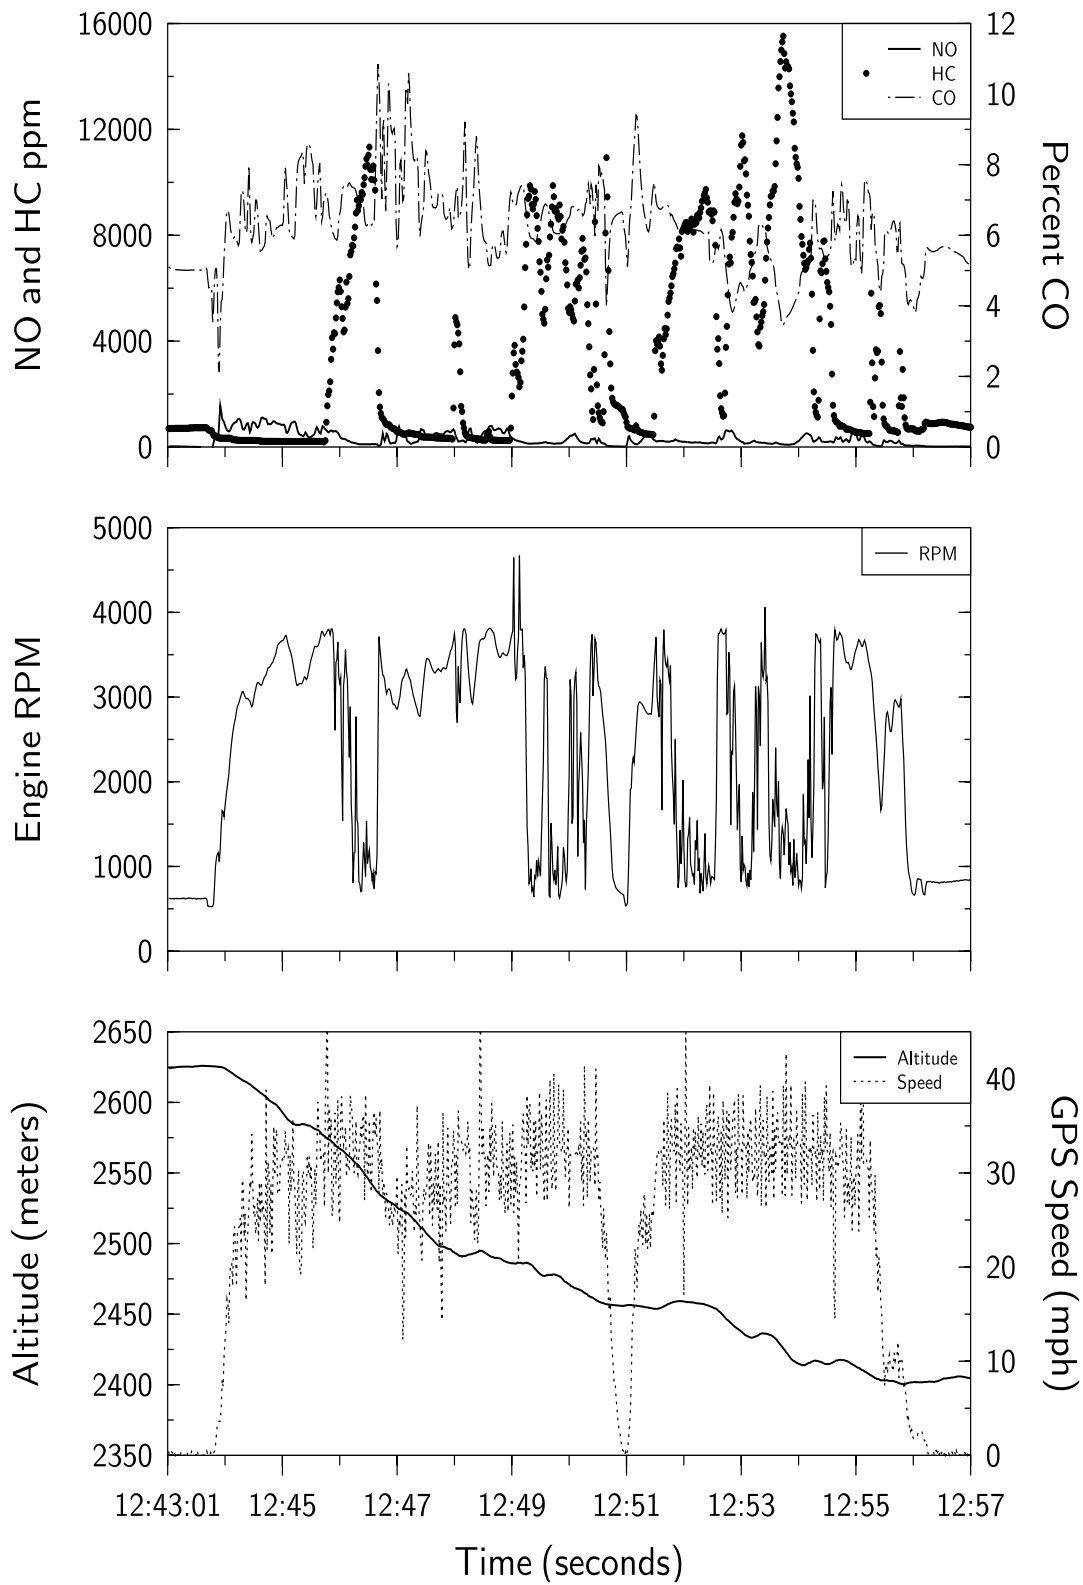 16000
12000
8000
4000
0
NO and HC ppm
12
10
8
6
4
2
0
Percent CO
NO
HC
CO
5000
4000
3000
2000
1000
0
Engine RPM
RPM
2650
2600
2550
2500
2450
2400
2350
Altitude (meters)
40
30
20
10
0
GPS Speed (mph)
Altitude
Speed
12:43:01 12:45 12:47 12:49 12:51 12:53 12:55 12:57
Time (seconds)